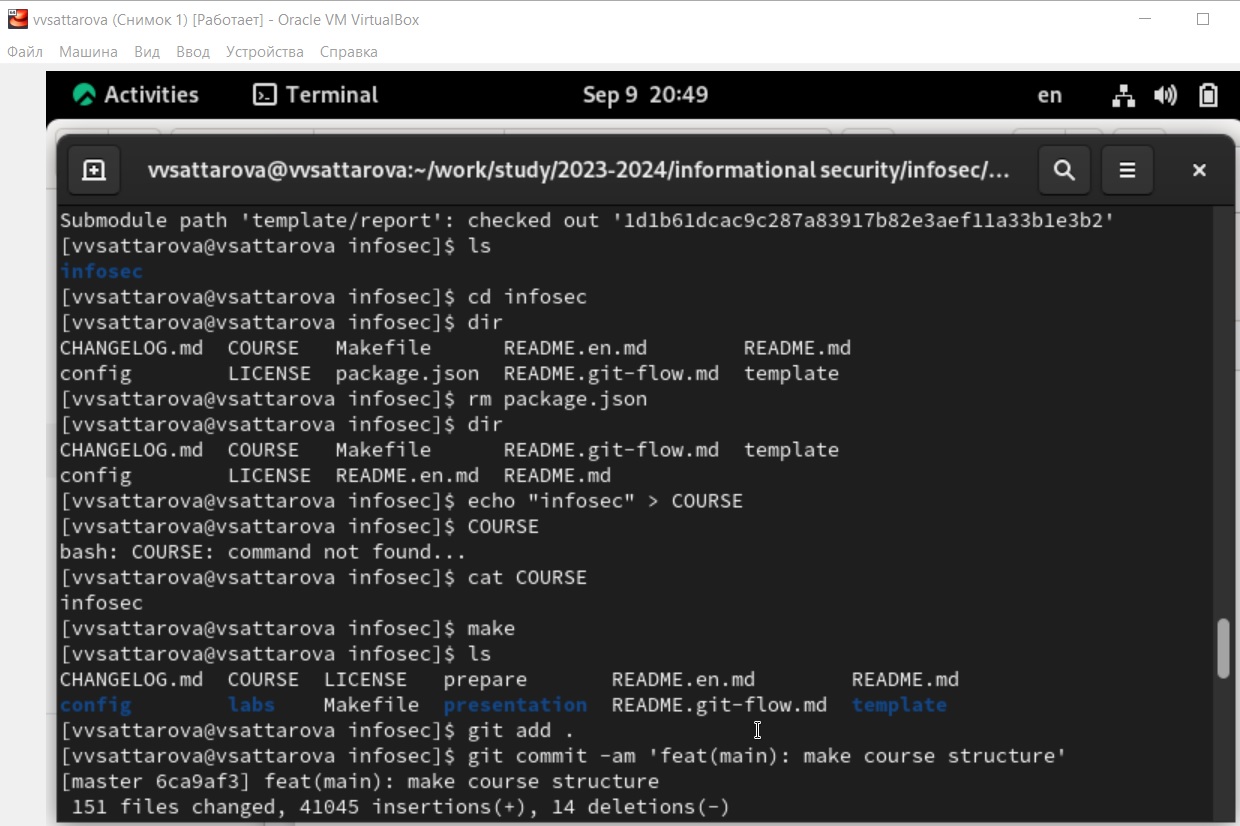 vvsattarova (Снимок 1) [Работает] - Oracle VM VirtualBox
Файл Машина Вид Ввод Устройства Справка
Activities Terminal Sep 9 20:49 en
vvsattarova@vvsattarova:~/work/study/2023-2024/informational security/infosec/...
Submodule path 'template/report': checked out '1d1b61dcac9c287a83917b82e3aef11a33b1e3b2'
[vvsattarova@vsattarova infosec]$ ls
infosec
[vvsattarova@vsattarova infosec]$ cd infosec
[vvsattarova@vsattarova infosec]$ dir
CHANGELOG.md COURSE Makefile README.en.md README.md
config LICENSE package.json README.git-flow.md template
[vvsattarova@vsattarova infosec]$ rm package.json
[vvsattarova@vsattarova infosec]$ dir
CHANGELOG.md COURSE Makefile README.git-flow.md template
config LICENSE README.en.md README.md
[vvsattarova@vsattarova infosec]$ echo "infosec" > COURSE
[vvsattarova@vsattarova infosec]$ COURSE
bash: COURSE: command not found...
[vvsattarova@vsattarova infosec]$ cat COURSE
infosec
[vvsattarova@vsattarova infosec]$ make
[vvsattarova@vsattarova infosec]$ ls
CHANGELOG.md COURSE LICENSE prepare README.en.md README.md
config labs Makefile presentation README.git-flow.md template
[vvsattarova@vsattarova infosec]$ git add .
[vvsattarova@vsattarova infosec]$ git commit -am 'feat(main): make course structure'
[master 6ca9af3] feat(main): make course structure
151 files changed, 41045 insertions(+), 14 deletions(-)